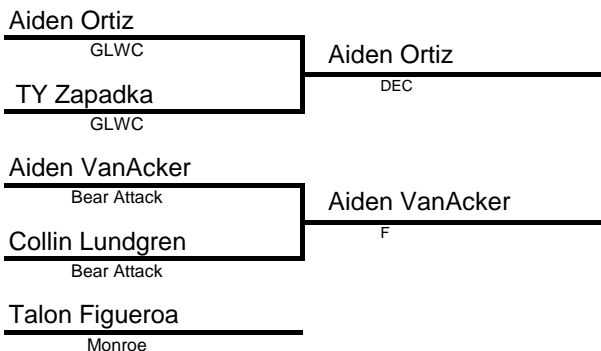 Aiden Ortiz
GLWC
Aiden Ortiz
DEC
TY Zapadka
GLWC
Aiden VanAcker
Bear Attack
Aiden VanAcker
F
Collin Lundgren
Bear Attack
Talon Figueroa
Monroe